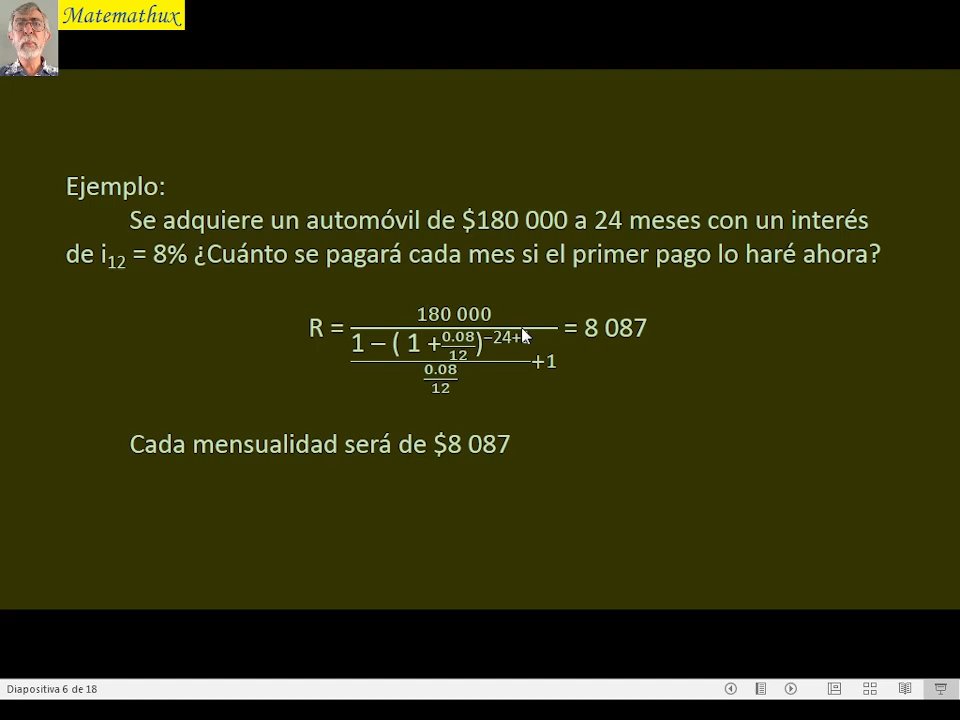 Matemathux
Ejemplo:
Se adquiere un automóvil de $180 000 a 24 meses con un interés
de i₁₂ = 8% ¿Cuánto se pagará cada mes si el primer pago lo haré ahora?
180 000
R = = 8 087
1 – ( 1 + 0.08/12 )^−24+
+1
0.08
12
Cada mensualidad será de $8 087
Diapositiva 6 de 18